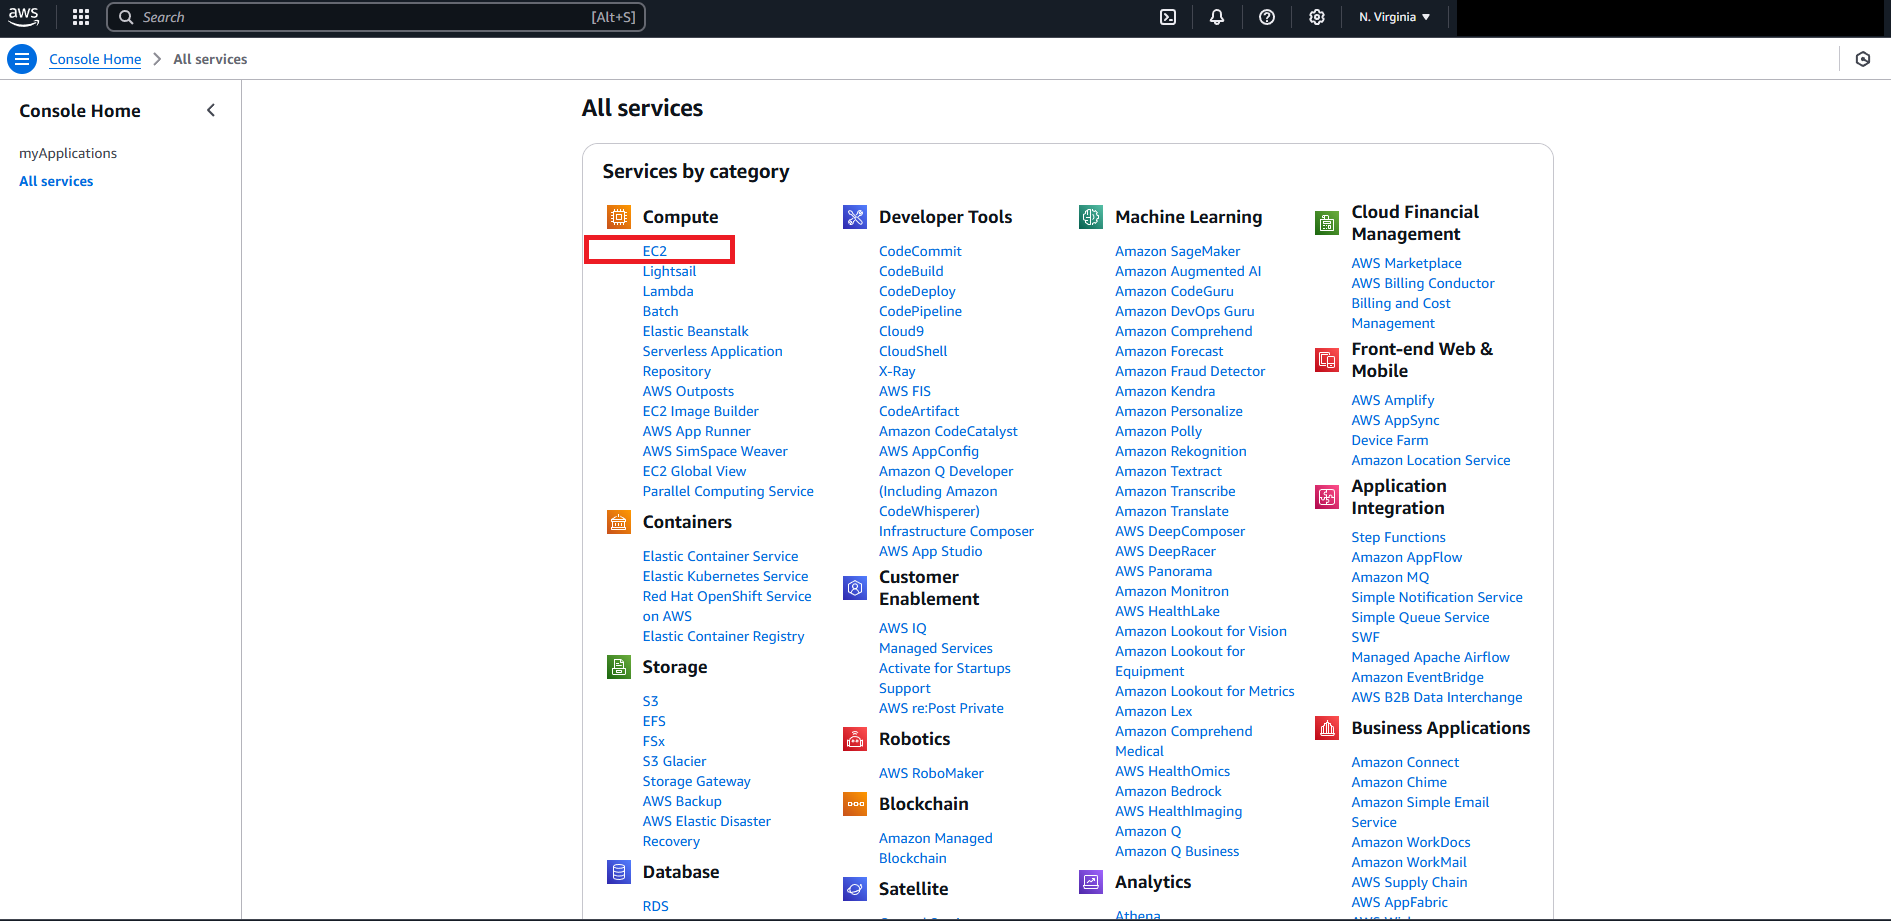 aws
Search
[Alt+S]
N. Virginia
Console Home
All services
Console Home
myApplications
All services
All services
Services by category
Compute
EC2
Lightsail
Lambda
Batch
Elastic Beanstalk
Serverless Application
Repository
AWS Outposts
EC2 Image Builder
AWS App Runner
AWS SimSpace Weaver
EC2 Global View
Parallel Computing Service
Containers
Elastic Container Service
Elastic Kubernetes Service
Red Hat OpenShift Service
on AWS
Elastic Container Registry
Storage
S3
EFS
FSx
S3 Glacier
Storage Gateway
AWS Backup
AWS Elastic Disaster
Recovery
Database
RDS
Developer Tools
CodeCommit
CodeBuild
CodeDeploy
CodePipeline
Cloud9
CloudShell
X-Ray
AWS FIS
CodeArtifact
Amazon CodeCatalyst
AWS AppConfig
Amazon Q Developer
(Including Amazon
CodeWhisperer)
Infrastructure Composer
AWS App Studio
Customer
Enablement
AWS IQ
Managed Services
Activate for Startups
Support
AWS re:Post Private
Robotics
AWS RoboMaker
Blockchain
Amazon Managed
Blockchain
Satellite
Machine Learning
Amazon SageMaker
Amazon Augmented AI
Amazon CodeGuru
Amazon DevOps Guru
Amazon Comprehend
Amazon Forecast
Amazon Fraud Detector
Amazon Kendra
Amazon Personalize
Amazon Polly
Amazon Rekognition
Amazon Textract
Amazon Transcribe
Amazon Translate
AWS DeepComposer
AWS DeepRacer
AWS Panorama
Amazon Monitron
AWS HealthLake
Amazon Lookout for Vision
Amazon Lookout for
Equipment
Amazon Lookout for Metrics
Amazon Lex
Amazon Comprehend
Medical
AWS HealthOmics
Amazon Bedrock
AWS HealthImaging
Amazon Q
Amazon Q Business
Analytics
Athena
Cloud Financial
Management
AWS Marketplace
AWS Billing Conductor
Billing and Cost
Management
Front-end Web &
Mobile
AWS Amplify
AWS AppSync
Device Farm
Amazon Location Service
Application
Integration
Step Functions
Amazon AppFlow
Amazon MQ
Simple Notification Service
Simple Queue Service
SWF
Managed Apache Airflow
Amazon EventBridge
AWS B2B Data Interchange
Business Applications
Amazon Connect
Amazon Chime
Amazon Simple Email
Service
Amazon WorkDocs
Amazon WorkMail
AWS Supply Chain
AWS AppFabric